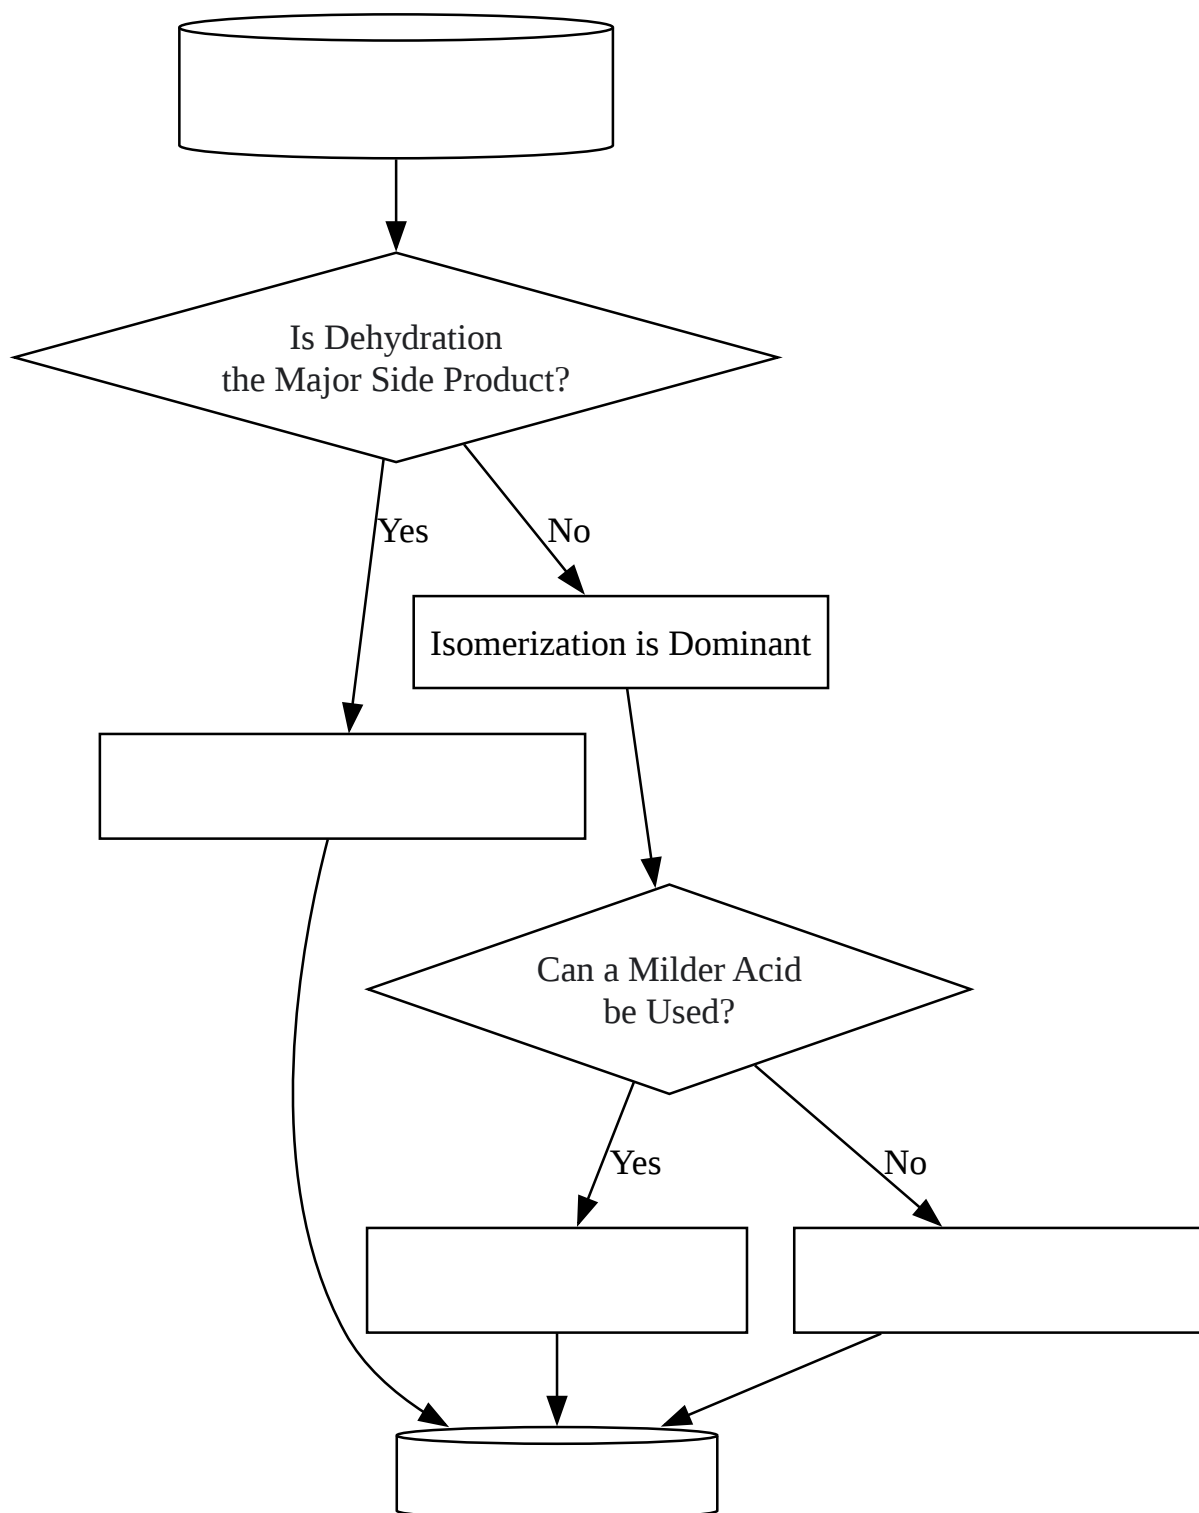 Is Dehydration
the Major Side Product?
Yes
No
Isomerization is Dominant
Can a Milder Acid
be Used?
Yes
No